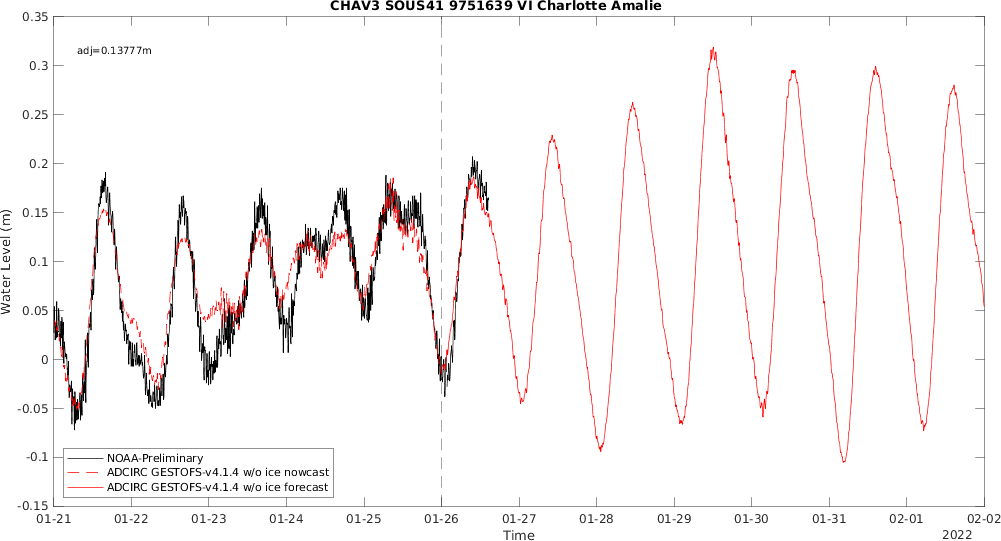 CHAV3 SOUS41 9751639 VI Charlotte Amalie
adj=0.13777m
Water Level (m)
0.35
0.3
0.25
0.2
0.15
0.1
0.05
0
-0.05
-0.1
-0.15
NOAA-Preliminary
ADCIRC GESTOFS-v4.1.4 w/o ice nowcast
ADCIRC GESTOFS-v4.1.4 w/o ice forecast
01-21 01-22 01-23 01-24 01-25 01-26 01-27 01-28 01-29 01-30 01-31 02-01 02-02
Time
2022